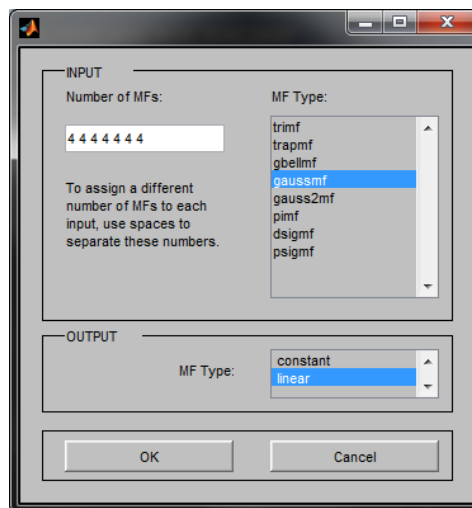 INPUT
Number of MFs:
4 4 4 4 4 4 4
To assign a different
number of MFs to each
input, use spaces to
separate these numbers.
MF Type:
trimf
trapmf
gbellmf
gaussmf
gauss2mf
pimf
dsigmf
psigmf
OUTPUT
MF Type:
constant
linear
OK
Cancel